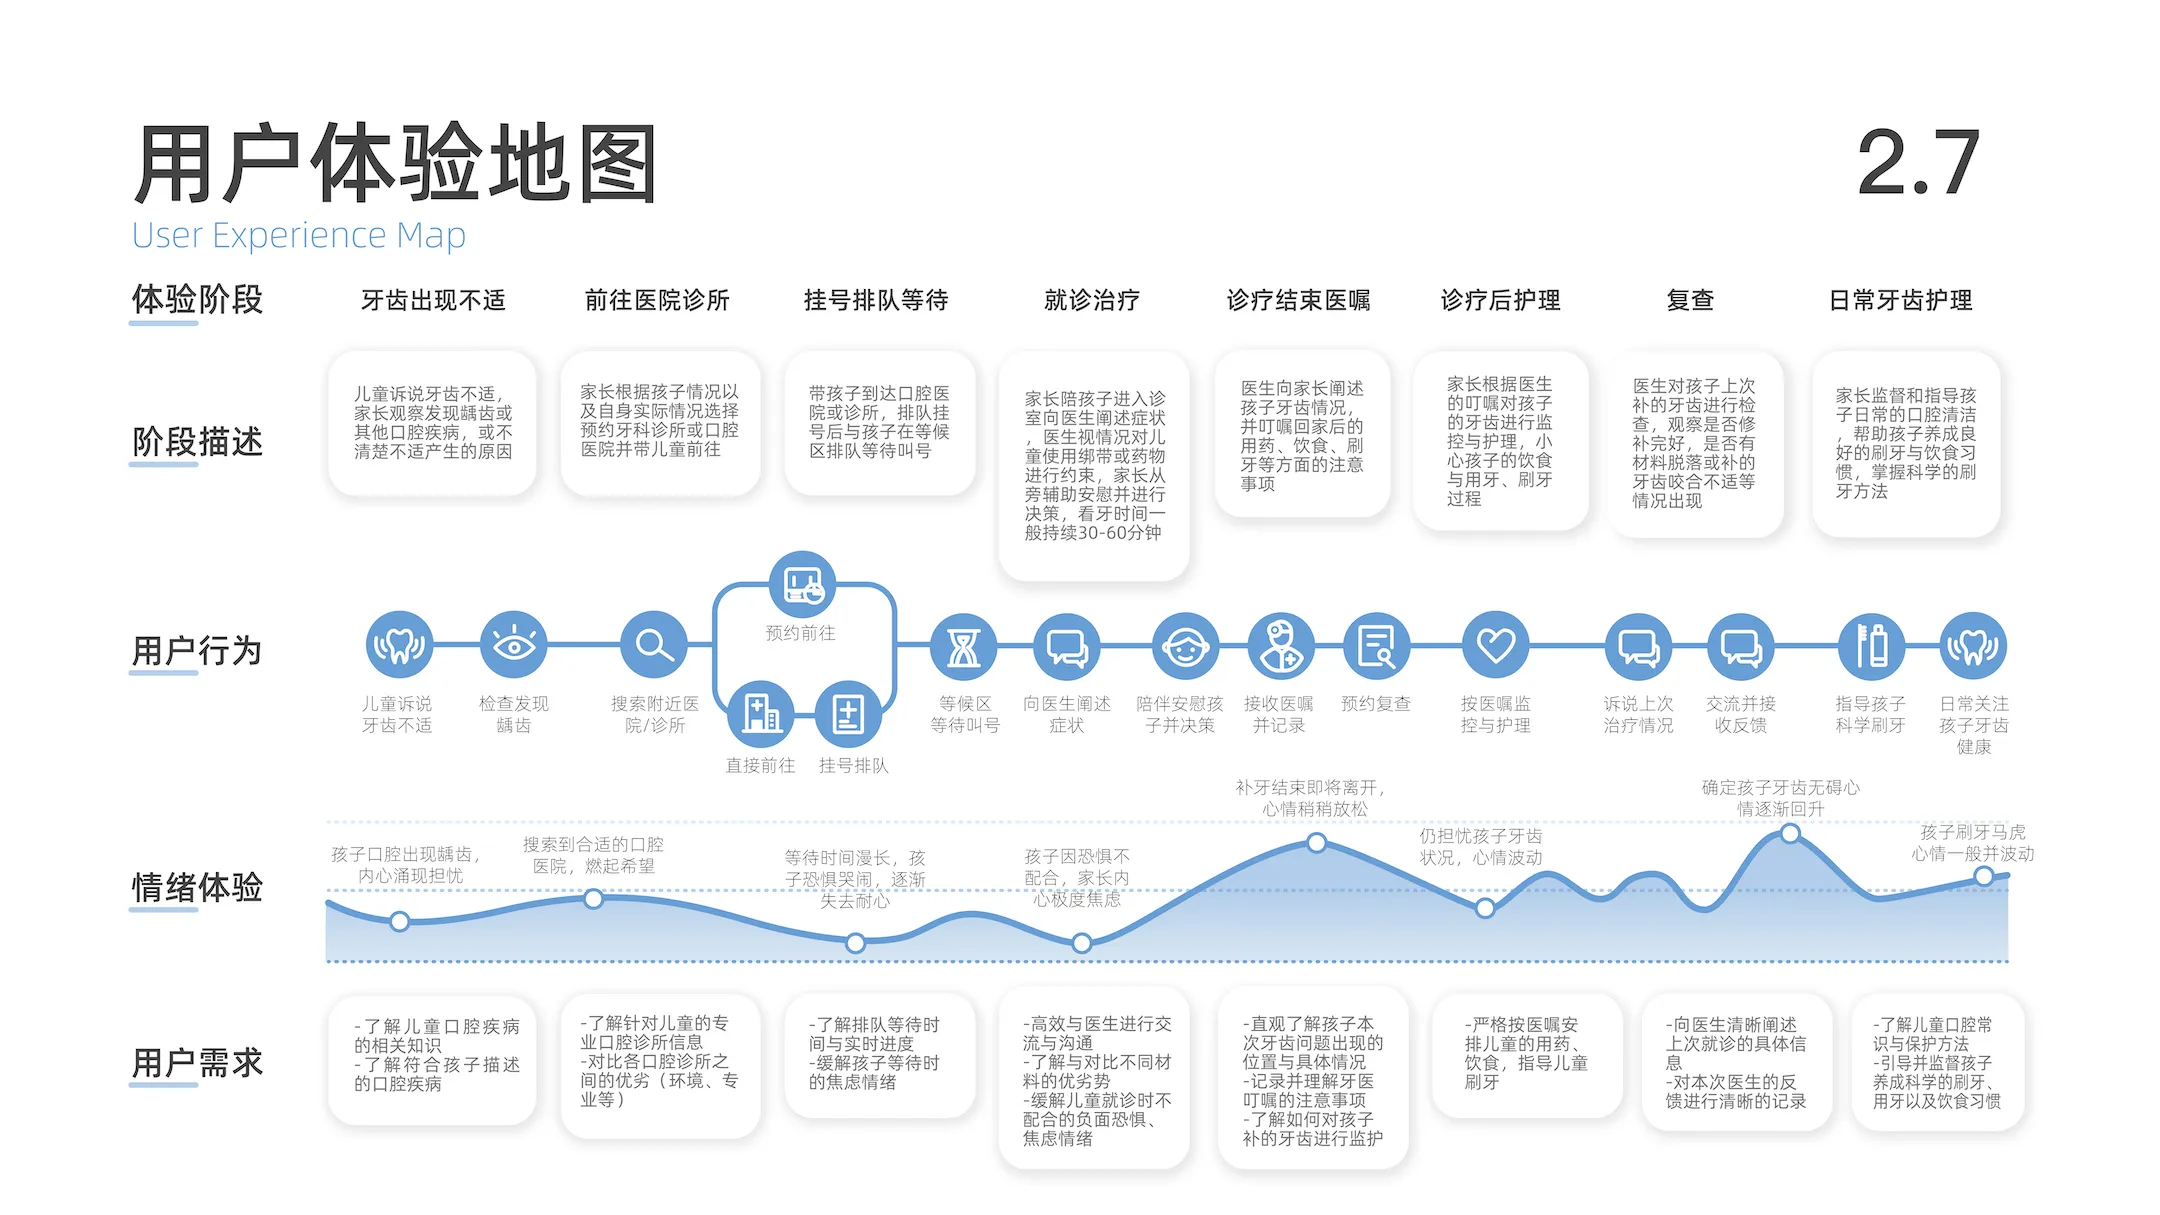 用户体验地图
2.7
User Experience Map
体验阶段
牙齿出现不适
前往医院诊所
挂号排队等待
就诊治疗
诊疗结束医嘱
诊疗后护理
复查
日常牙齿护理
阶段描述
儿童诉说牙齿不适，
家长观察发现龋齿或
其他口腔疾病，或不
清楚不适产生的原因
家长根据孩子情况以
及自身实际情况选择
预约牙科诊所或口腔
医院并带儿童前往
带孩子到达口腔医
院或诊所，排队挂
号后与孩子在等候
区排队等待叫号
家长陪孩子进入诊
室向医生阐述症状
，医生视情况对儿
童使用绑带或药物
进行约束，家长从
旁辅助安慰并进行
决策，看牙时间一
般持续30-60分钟
医生向家长阐述
孩子牙齿情况，
并叮嘱回家后的
用药、饮食、刷
牙等方面的注意
事项
家长根据医生
的叮嘱对孩子
的牙齿进行监
控与护理，小
心孩子的饮食
与用牙、刷牙
过程
医生对孩子上次
补的牙齿进行检
查，观察是否修
补完好，是否有
材料脱落或补的
牙齿咬合不适等
情况出现
家长监督和指导孩
子日常的口腔清洁
，帮助孩子养成良
好的刷牙与饮食习
惯，掌握科学的刷
牙方法
用户行为
儿童诉说
牙齿不适
检查发现
龋齿
搜索附近医
院/诊所
预约前往
直接前往
挂号排队
等候区
等待叫号
向医生阐述
症状
陪伴安慰孩
子并决策
接收医嘱
并记录
预约复查
按医嘱监
控与护理
诉说上次
治疗情况
交流并接
收反馈
指导孩子
科学刷牙
日常关注
孩子牙齿
健康
情绪体验
孩子口腔出现龋齿，
内心涌现担忧
搜索到合适的口腔
医院，燃起希望
等待时间漫长，孩
子恐惧哭闹，逐渐
失去耐心
孩子因恐惧不
配合，家长内
心极度焦虑
补牙结束即将离开，
心情稍稍放松
仍担忧孩子牙齿
状况，心情波动
确定孩子牙齿无碍心
情逐渐回升
孩子刷牙马虎
心情一般并波动
用户需求
-了解儿童口腔疾病
的相关知识
-了解符合孩子描述
的口腔疾病
-了解针对儿童的专
业口腔诊所信息
-对比各口腔诊所之
间的优劣（环境、专
业等）
-了解排队等待时
间与实时进度
-缓解孩子等待时
的焦虑情绪
-高效与医生进行交
流与沟通
-了解与对比不同材
料的优劣势
-缓解儿童就诊时不
配合的负面恐惧、
焦虑情绪
-直观了解孩子本
次牙齿问题出现的
位置与具体情况
-记录并理解牙医
叮嘱的注意事项
-了解如何对孩子
补的牙齿进行监护
-严格按医嘱安
排儿童的用药、
饮食，指导儿童
刷牙
-向医生清晰阐述
上次就诊的具体信
息
-对本次医生的反
馈进行清晰的记录
-了解儿童口腔常
识与保护方法
-引导并监督孩子
养成科学的刷牙、
用牙以及饮食习惯